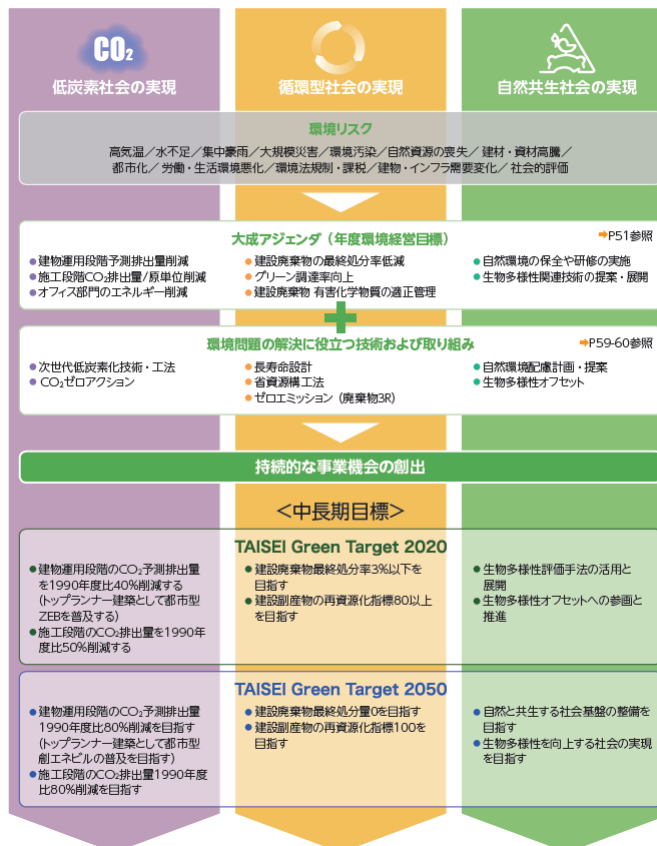 CO₂
低炭素社会の実現
循環型社会の実現
自然共生社会の実現
環境リスク
高気温／水不足／集中豪雨／大規模災害／環境汚染／自然資源の喪失／ 建材・資材高騰／
都市化／ 労働・生活環境悪化／環境法規制・課税／建物・インフラ需要変化／ 社会的評価
大成アジェンダ（年度環境経営目標）
➡P51参照
●建物運用段階予測排出量削減
●施工段階CO₂排出量/原単位削減
●オフィス部門のエネルギー削減
●建設廃棄物の最終処分率低減
●グリーン調達率向上
●建設廃棄物 有害化学物質の適正管理
●自然環境の保全や研修の実施
●生物多様性関連技術の提案・展開
環境問題の解決に役立つ技術および取り組み
➡P59-60参照
●次世代低炭素化技術・工法
●CO₂ゼロアクション
●長寿命設計
●省資源構工法
●ゼロエミッション（廃棄物3R）
●自然環境配慮計画・提案
●生物多様性オフセット
持続的な事業機会の創出
＜中長期目標＞
TAISEI Green Target 2020
●建物運用段階のCO₂予測排出量
を1990年度比40%削減する
(トップランナー建築として都市型
ZEBを普及する)
●施工段階のCO₂排出量を1990年
度比50%削減する
●建設廃棄物最終処分率3%以下を
目指す
●建設副産物の再資源化指標80以上
を目指す
●生物多様性評価手法の活用と
展開
●生物多様性オフセットへの参画と
推進
TAISEI Green Target 2050
●建物運用段階のCO₂予測排出量
1990年度比80%削減を目指す
(トップランナー建築として都市型
創エネビルの普及を目指す)
●施工段階のCO₂排出量1990年度
比80%削減を目指す
●建設廃棄物最終処分量0を目指す
●建設副産物の再資源化指標100を
目指す
●自然と共生する社会基盤の整備を
目指す
●生物多様性を向上する社会の実現
を目指す